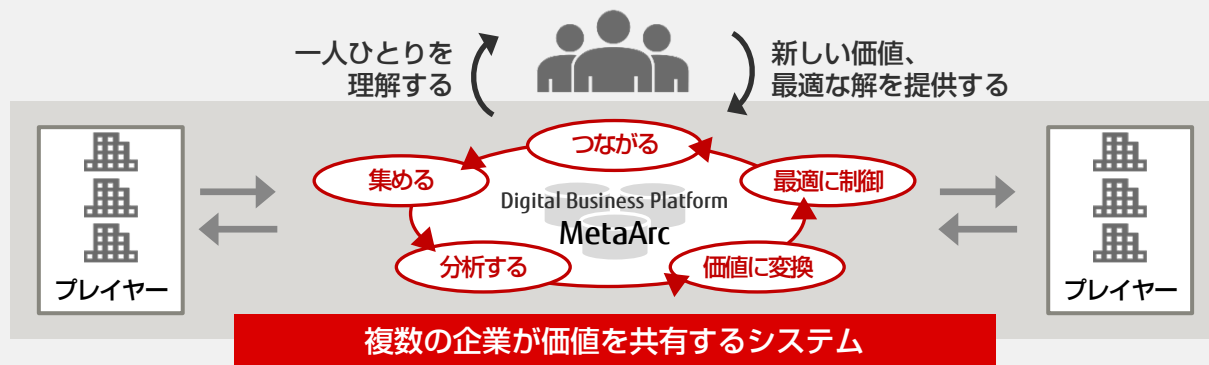 一人ひとりを
理解する
新しい価値、
最適な解を提供する
つながる
集める
最適に制御
Digital Business Platform
MetaArc
分析する
価値に変換
プレイヤー
プレイヤー
複数の企業が価値を共有するシステム